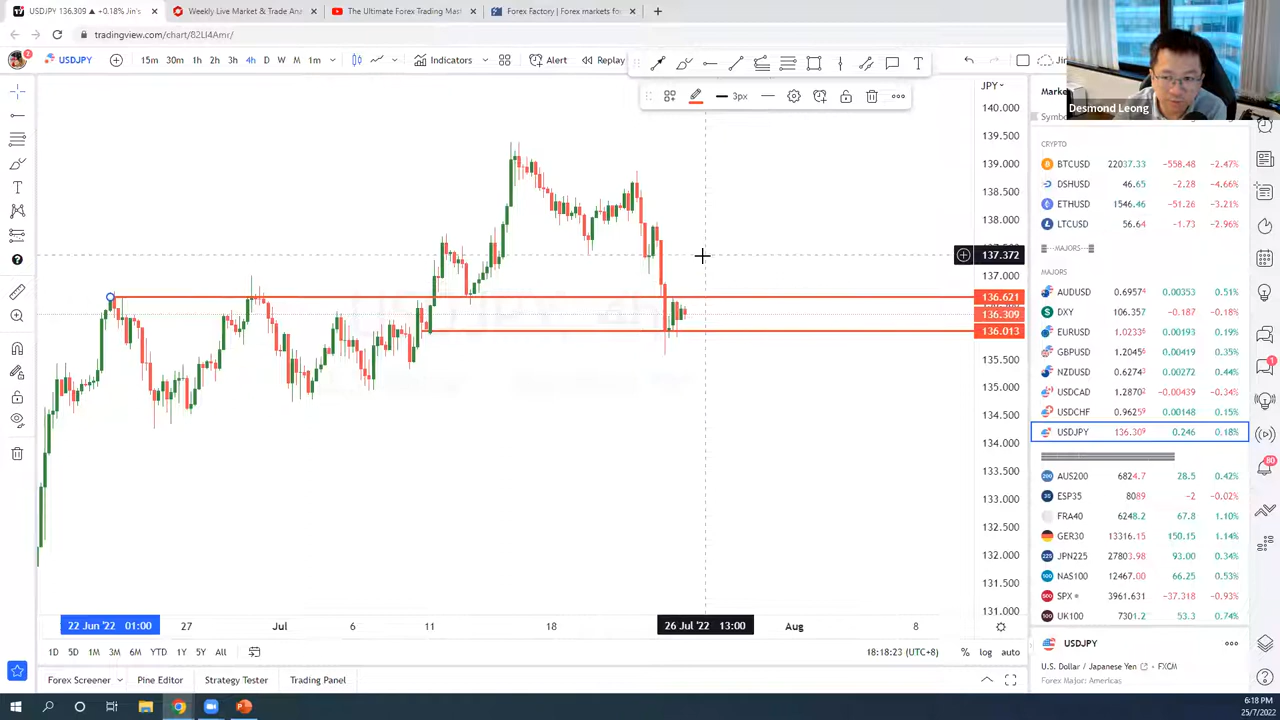 USDJPY 136.309 ▲ +0.18% Jin's
Weekly Live Market & Trade Ana
The Ultimate Forex Trading Mast
Forex Factory | Forex markets fo
tradingview.com/chart/82LI4Amr/
2
USDJPY
15m 30m 1h 2h 3h 4h D W M 1m
Indicators
Alert
Replay
3px
JPY
Desmond Leong
140.000
139.500
139.000
138.500
138.000
137.372
137.000
136.621
136.309
136.013
135.500
135.000
134.500
134.000
133.500
133.000
132.500
132.000
131.500
131.000
22 Jun '22 01:00
27
Jul
6
11
18
26 Jul '22 13:00
Aug
8
1D 5D 1M 3M 6M YTD 1Y 5Y All
18:18:23 (UTC+8)
% log auto
Forex Screener
Pine Editor
Strategy Tester
Trading Panel
CRYPTO
BTCUSD 22037.33 −558.48 −2.47%
DSHUSD 46.65 −2.28 −4.66%
ETHUSD 1546.46 −51.26 −3.21%
LTCUSD 56.64 −1.73 −2.96%
MAJORS
MAJORS
AUDUSD 0.69574 0.00353 0.51%
DXY 106.357 −0.187 −0.18%
EURUSD 1.02336 0.00193 0.19%
GBPUSD 1.20456 0.00419 0.35%
NZDUSD 0.62743 0.00272 0.44%
USDCAD 1.28702 −0.00439 −0.34%
USDCHF 0.96259 0.00148 0.15%
USDJPY 136.309 0.246 0.18%
AUS200 6824.7 28.5 0.42%
ESP35 8089 −2 −0.02%
FRA40 6248.2 67.8 1.10%
GER30 13316.15 150.15 1.14%
JPN225 27803.98 93.00 0.34%
NAS100 12467.00 66.25 0.53%
SPX 3961.631 −37.318 −0.93%
UK100 7301.2 53.3 0.74%
USDJPY
U.S. Dollar / Japanese Yen • FXCM
Forex Major: Americas
1
80
6:18 PM
25/7/2022